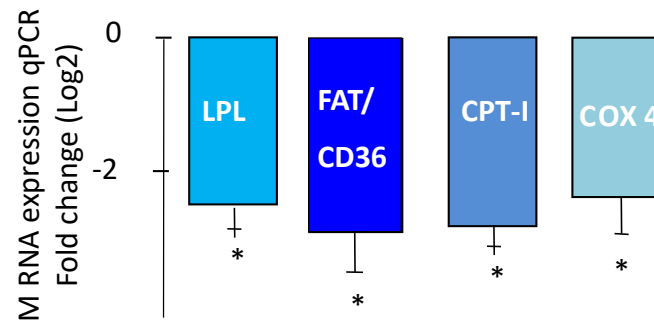 M RNA expression qPCR
Fold change (Log2)
0
-2
LPL
FAT/
CD36
CPT-I
COX 4
*
*
*
*